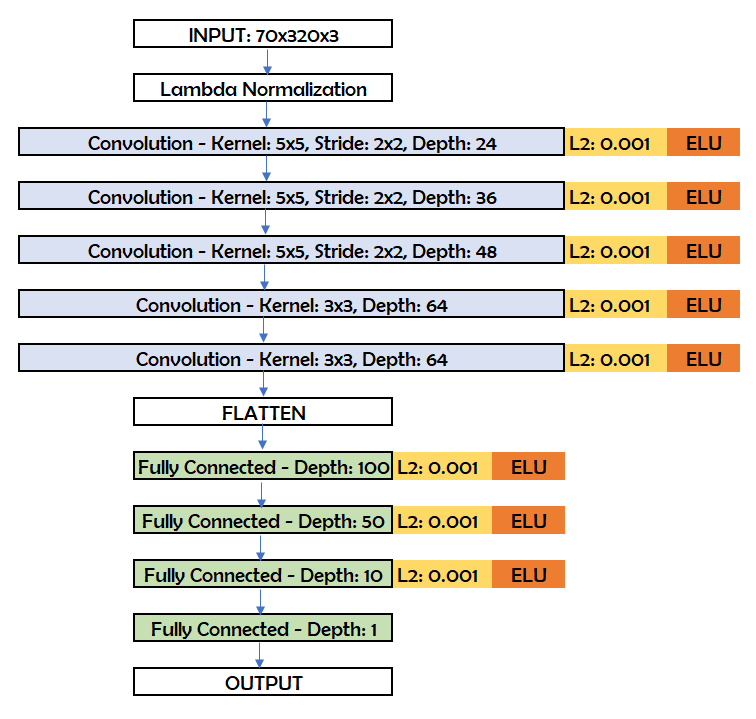 INPUT: 70x320x3
Lambda Normalization
Convolution - Kernel: 5x5, Stride: 2x2, Depth: 24 L2: 0.001 ELU
Convolution - Kernel: 5x5, Stride: 2x2, Depth: 36 L2: 0.001 ELU
Convolution - Kernel: 5x5, Stride: 2x2, Depth: 48 L2: 0.001 ELU
Convolution - Kernel: 3x3, Depth: 64 L2: 0.001 ELU
Convolution - Kernel: 3x3, Depth: 64 L2: 0.001 ELU
FLATTEN
Fully Connected - Depth: 100 L2: 0.001 ELU
Fully Connected - Depth: 50 L2: 0.001 ELU
Fully Connected - Depth: 10 L2: 0.001 ELU
Fully Connected - Depth: 1
OUTPUT